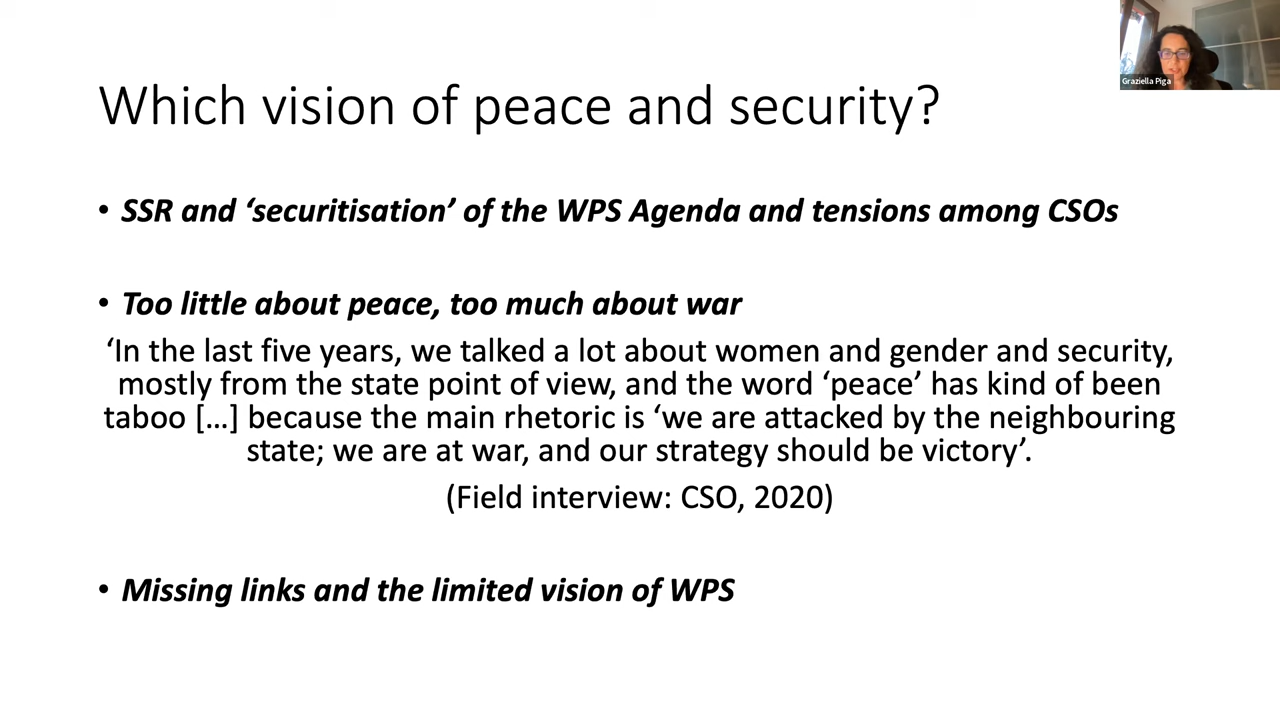 Graziella Piga
Which vision of peace and security?
• SSR and ‘securitisation’ of the WPS Agenda and tensions among CSOs
• Too little about peace, too much about war
‘In the last five years, we talked a lot about women and gender and security,
mostly from the state point of view, and the word ‘peace’ has kind of been
taboo […] because the main rhetoric is ‘we are attacked by the neighbouring
state; we are at war, and our strategy should be victory’.
(Field interview: CSO, 2020)
• Missing links and the limited vision of WPS